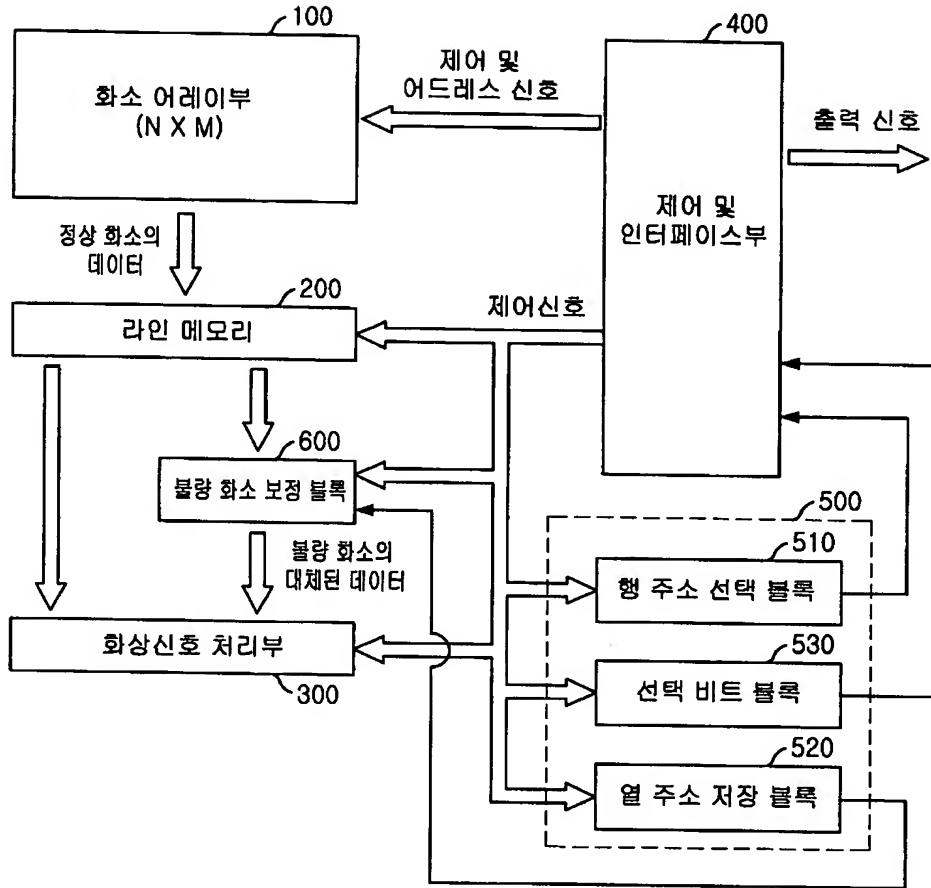 100
화소 어레이부
(N X M)
제어 및
어드레스 신호
400
제어 및
인터페이스부
출력 신호
정상 화소의
데이터
200
라인 메모리
제어신호
600
불량 화소 보정 블록
불량 화소의
대체된 데이터
화상신호 처리부
300
500
510
행 주소 선택 블록
530
선택 비트 블록
520
열 주소 저장 블록